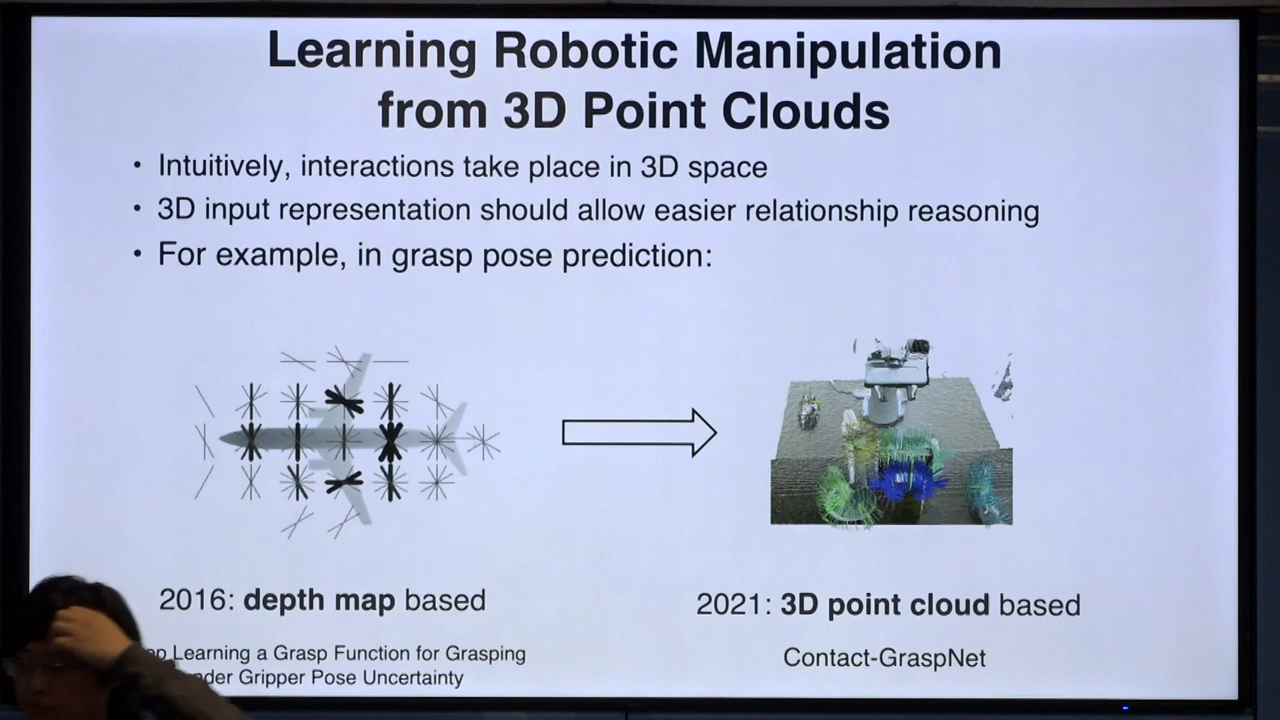 Learning Robotic Manipulation
from 3D Point Clouds
• Intuitively, interactions take place in 3D space
• 3D input representation should allow easier relationship reasoning
• For example, in grasp pose prediction:
2016: depth map based
2021: 3D point cloud based
Learning a Grasp Function for Grasping
Gripper Pose Uncertainty
Contact-GraspNet